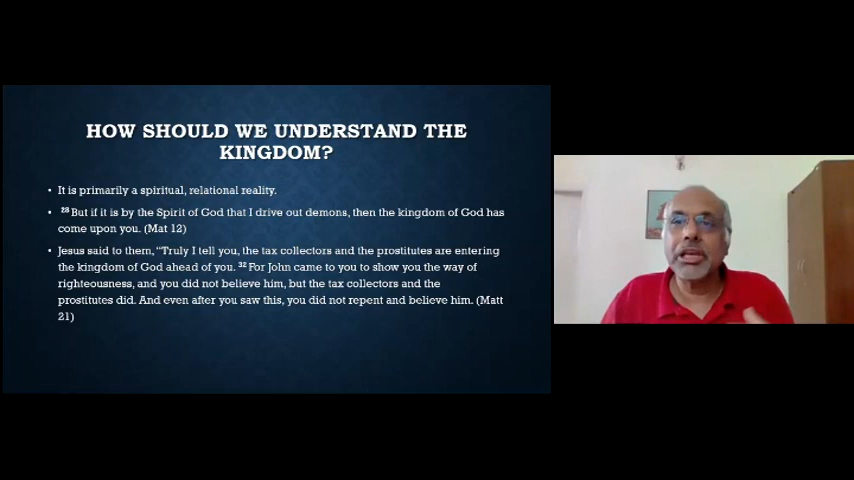 HOW SHOULD WE UNDERSTAND THE
KINGDOM?
• It is primarily a spiritual, relational reality.
• 28 But if it is by the Spirit of God that I drive out demons, then the kingdom of God has
come upon you. (Mat 12)
• Jesus said to them, “Truly I tell you, the tax collectors and the prostitutes are entering
the kingdom of God ahead of you. 32 For John came to you to show you the way of
righteousness, and you did not believe him, but the tax collectors and the
prostitutes did. And even after you saw this, you did not repent and believe him. (Matt
21)